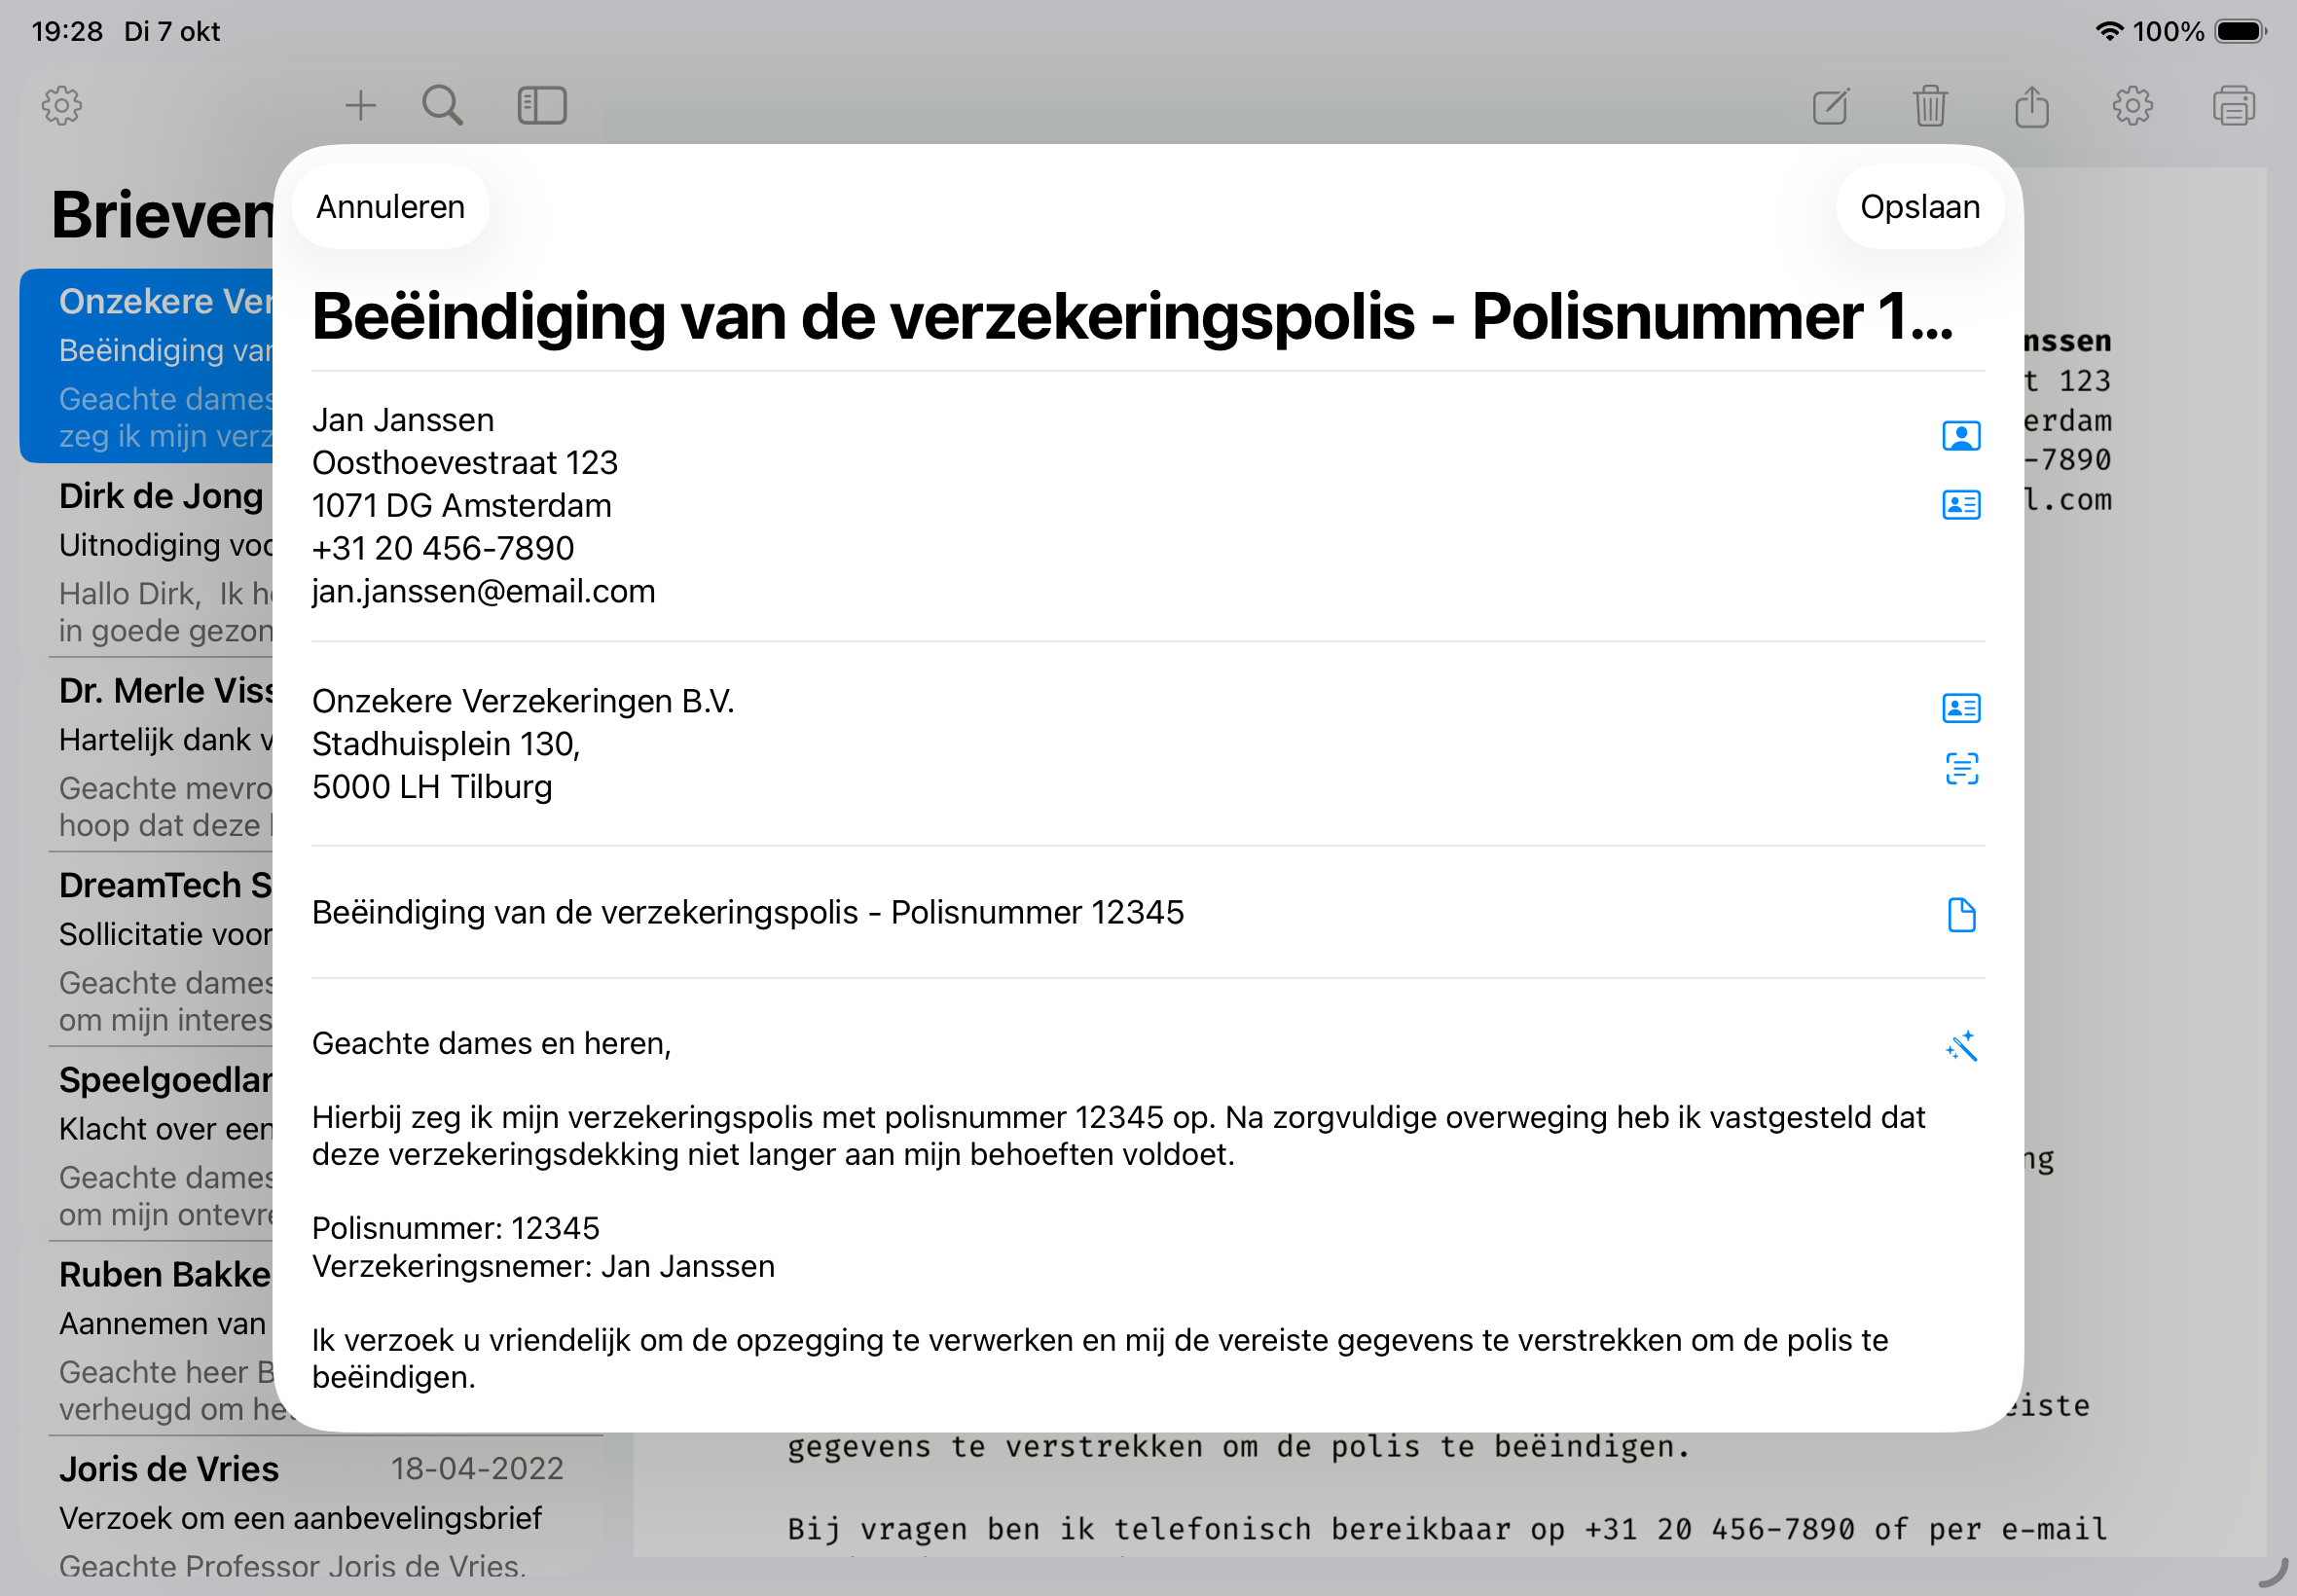 19:28 Di 7 okt
100%
Brieven
Onzekere Ver
Beëindiging van
Geachte dames
zeg ik mijn verz
Dirk de Jong
Uitnodiging voo
Hallo Dirk, Ik h
in goede gezon
Dr. Merle Viss
Hartelijk dank v
Geachte mevro
hoop dat deze
DreamTech S
Sollicitatie voor
Geachte dames
om mijn interes
Speelgoedlan
Klacht over een
Geachte dames
om mijn ontevre
Ruben Bakke
Aannemen van
Geachte heer B
verheugd om he
Joris de Vries 18-04-2022
Verzoek om een aanbevelingsbrief
Geachte Professor Joris de Vries,
Annuleren
Opslaan
Beëindiging van de verzekeringspolis - Polisnummer 1...
Jan Janssen
Oosthoevestraat 123
1071 DG Amsterdam
+31 20 456-7890
jan.janssen@email.com
Onzekere Verzekeringen B.V.
Stadhuisplein 130,
5000 LH Tilburg
Beëindiging van de verzekeringspolis - Polisnummer 12345
Geachte dames en heren,
Hierbij zeg ik mijn verzekeringspolis met polisnummer 12345 op. Na zorgvuldige overweging heb ik vastgesteld dat
deze verzekeringsdekking niet langer aan mijn behoeften voldoet.
Polisnummer: 12345
Verzekeringsnemer: Jan Janssen
Ik verzoek u vriendelijk om de opzegging te verwerken en mij de vereiste gegevens te verstrekken om de polis te
beëindigen.
nssen
t 123
erdam
-7890
l.com
ng
eiste
gegevens te verstrekken om de polis te beëindigen.
Bij vragen ben ik telefonisch bereikbaar op +31 20 456-7890 of per e-mail